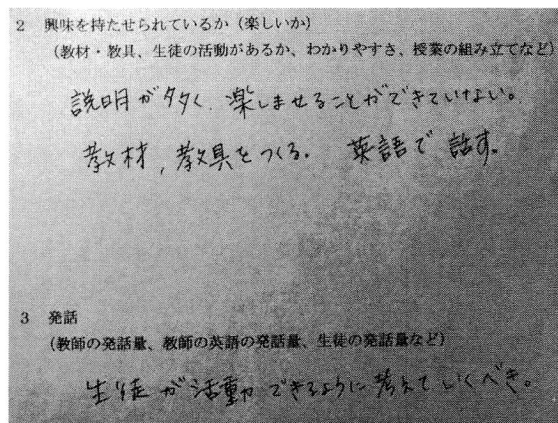 2 興味を持たせられているか（楽しいか）
（教材・教具、生徒の活動があるか、わかりやすさ、授業の組み立てなど）
説明が多く、楽しませることができていない。
教材，教具をつくる。 英語で話す。
3 発話
（教師の発話量、教師の英語の発話量、生徒の発話量など）
生徒が活動できるように考えていくべき。